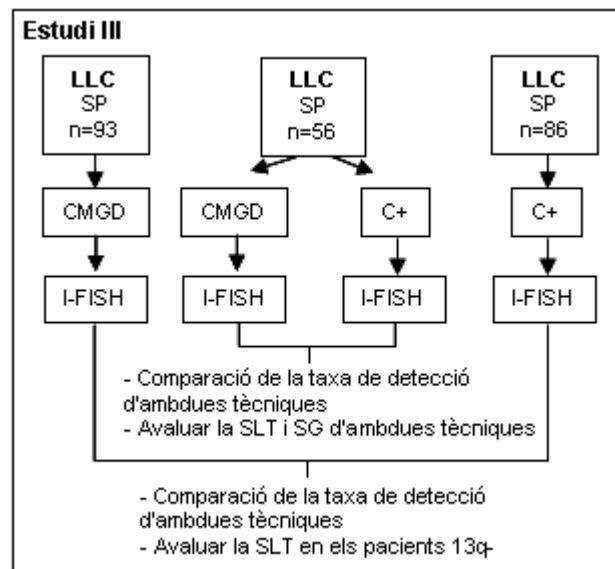 Estudi III
LLC
SP
n=93
LLC
SP
n=56
LLC
SP
n=86
CMGD
CMGD
C+
C+
I-FISH
I-FISH
I-FISH
I-FISH
- Comparació de la taxa de detecció
d'ambdues tècniques
- Avaluar la SLT i SG d'ambdues tècniques
- Comparació de la taxa de detecció
d'ambdues tècniques
- Avaluar la SLT en els pacients 13q-